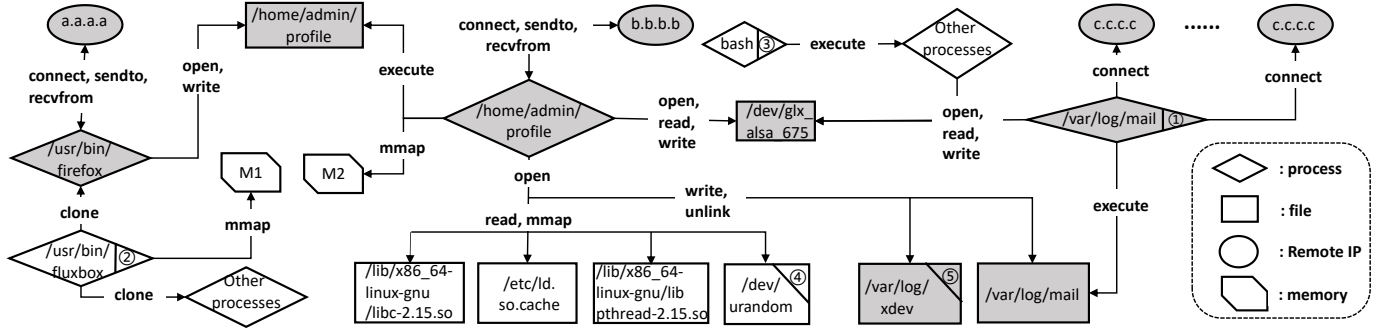 a.a.a.a
connect, sendto,
recvfrom
/usr/bin/
firefox
clone
/usr/bin/
fluxbox
②
clone
Other
processes
mmap
M1
open,
write
/home/admin/
profile
execute
mmap
M2
connect, sendto,
recvfrom
b.b.b.b
/home/admin/
profile
open
read, mmap
/lib/x86_64-
linux-gnu
/libc-2.15.so
/etc/ld.
so.cache
/lib/x86_64-
linux-gnu/lib
pthread-2.15.so
/dev/
urandom
④
write,
unlink
/var/log/
xdev
⑤
/var/log/mail
open,
read,
write
/dev/glx_
alsa_675
bash
③
execute
Other
processes
open,
read,
write
/var/log/mail
①
connect
c.c.c.c
......
c.c.c.c
connect
execute
: process
: file
: Remote IP
: memory